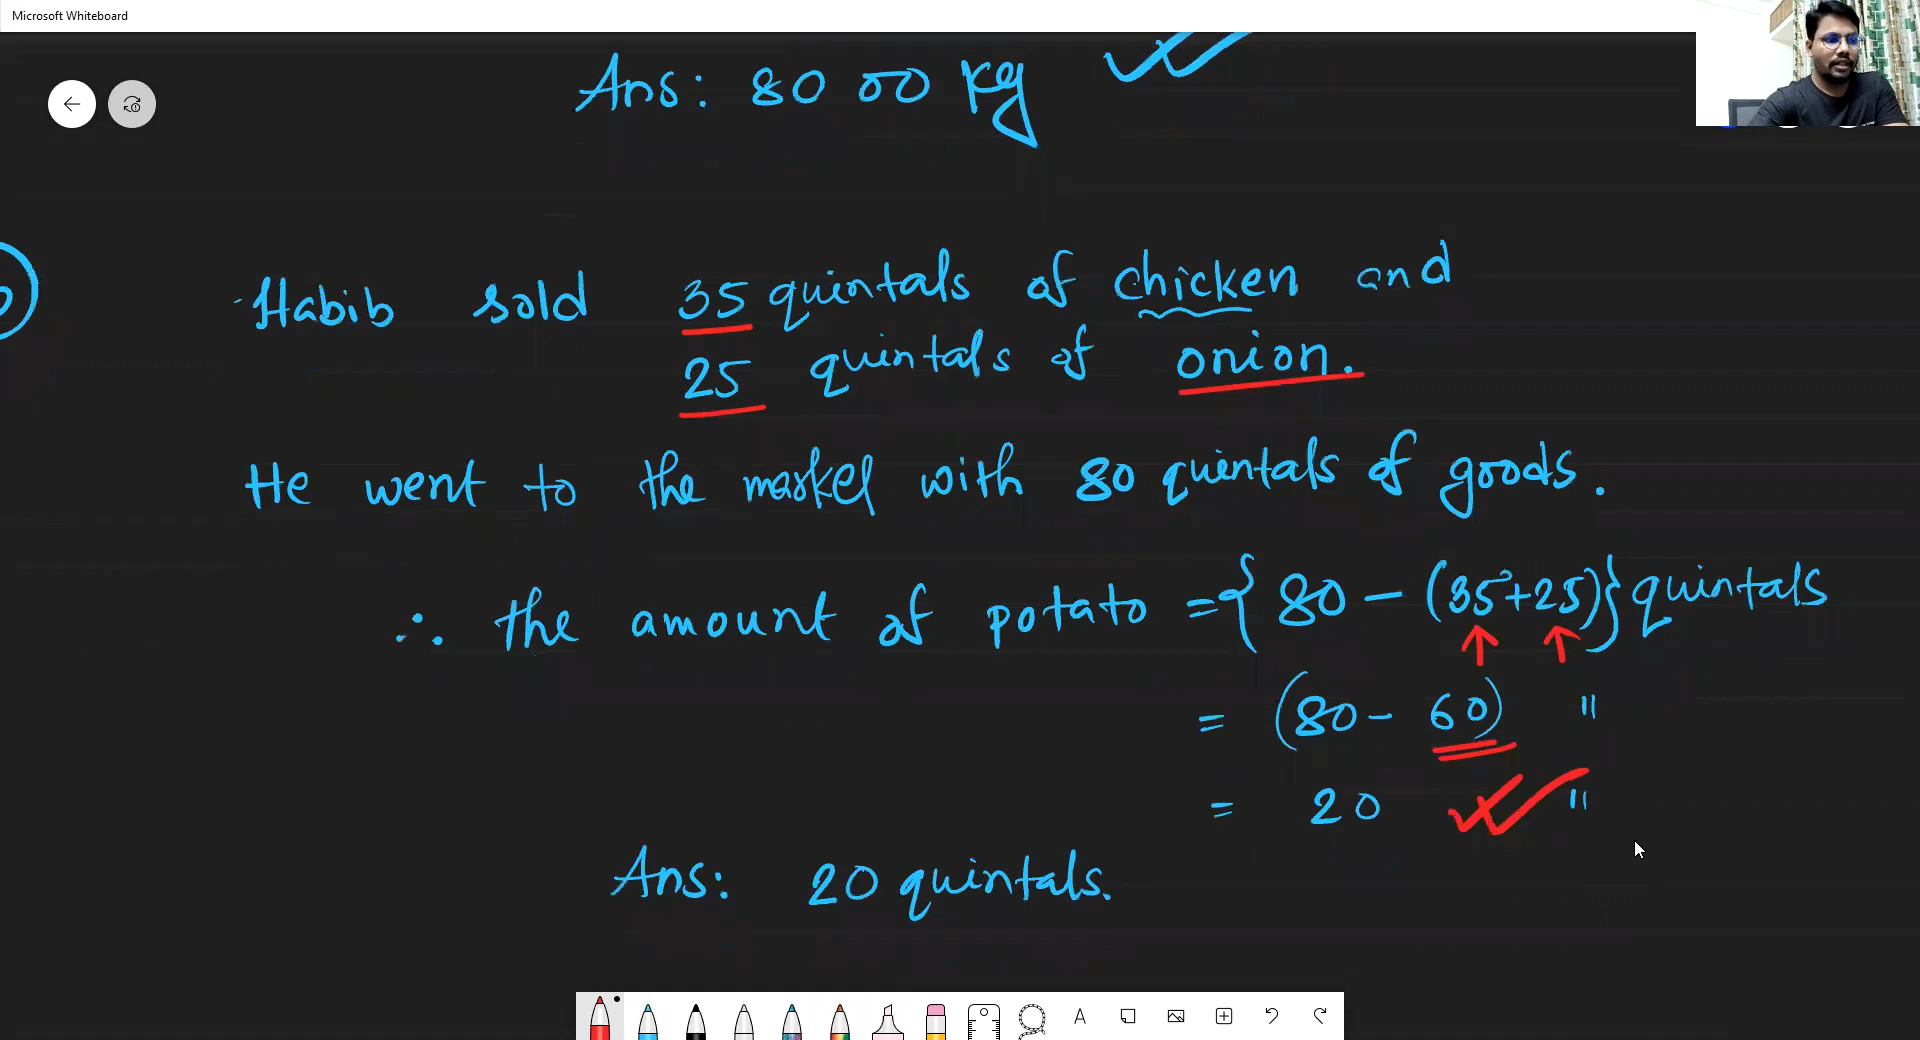 Microsoft Whiteboard
Ans: 8000 kg
Habib sold 35 quintals of chicken and
25 quintals of onion.
He went to the market with 80 quintals of goods.
∴ the amount of potato = { 80 - (35+25)} quintals
= (80 - 60) "
= 20 "
Ans: 20 quintals.
A